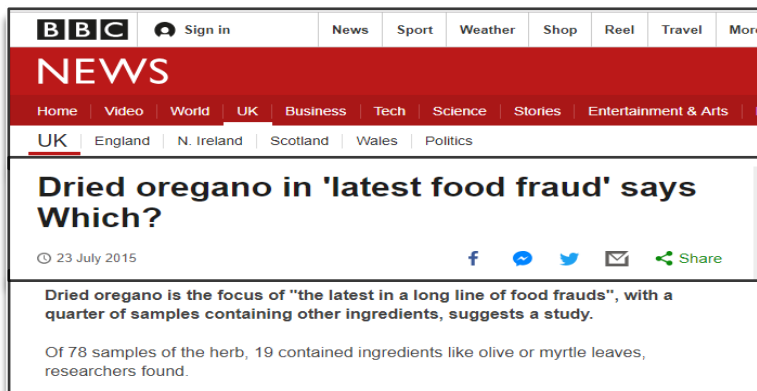 BBC Sign in News Sport Weather Shop Reel Travel More
NEWS
Home Video World UK Business Tech Science Stories Entertainment & Arts
UK England N. Ireland Scotland Wales Politics
Dried oregano in 'latest food fraud' says
Which?
23 July 2015 Share
Dried oregano is the focus of "the latest in a long line of food frauds", with a
quarter of samples containing other ingredients, suggests a study.
Of 78 samples of the herb, 19 contained ingredients like olive or myrtle leaves,
researchers found.